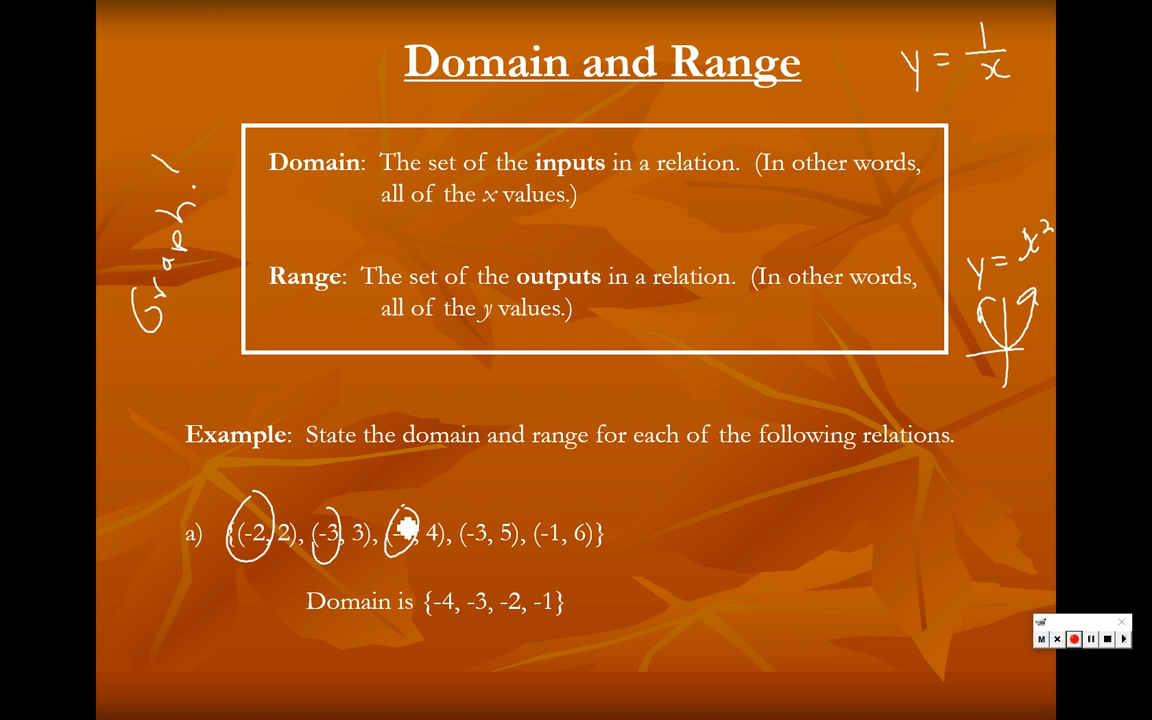 Domain and Range
y = 1/x
Domain: The set of the inputs in a relation. (In other words,
all of the x values.)
Graph. !
y = x²
Range: The set of the outputs in a relation. (In other words,
all of the y values.)
Example: State the domain and range for each of the following relations.
a) {(-2, 2), (-3, 3), (- , 4), (-3, 5), (-1, 6)}
Domain is {-4, -3, -2, -1}
M